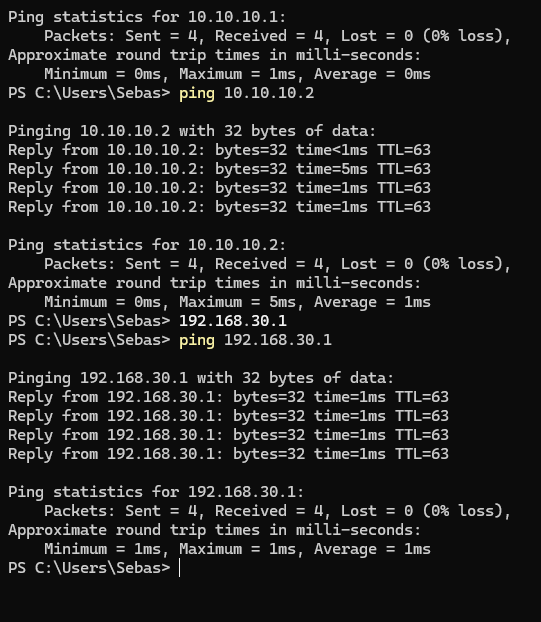 Ping statistics for 10.10.10.1:
    Packets: Sent = 4, Received = 4, Lost = 0 (0% loss),
Approximate round trip times in milli-seconds:
    Minimum = 0ms, Maximum = 1ms, Average = 0ms
PS C:\Users\Sebas> ping 10.10.10.2

Pinging 10.10.10.2 with 32 bytes of data:
Reply from 10.10.10.2: bytes=32 time<1ms TTL=63
Reply from 10.10.10.2: bytes=32 time=5ms TTL=63
Reply from 10.10.10.2: bytes=32 time=1ms TTL=63
Reply from 10.10.10.2: bytes=32 time=1ms TTL=63

Ping statistics for 10.10.10.2:
    Packets: Sent = 4, Received = 4, Lost = 0 (0% loss),
Approximate round trip times in milli-seconds:
    Minimum = 0ms, Maximum = 5ms, Average = 1ms
PS C:\Users\Sebas> 192.168.30.1
PS C:\Users\Sebas> ping 192.168.30.1

Pinging 192.168.30.1 with 32 bytes of data:
Reply from 192.168.30.1: bytes=32 time=1ms TTL=63
Reply from 192.168.30.1: bytes=32 time=1ms TTL=63
Reply from 192.168.30.1: bytes=32 time=1ms TTL=63
Reply from 192.168.30.1: bytes=32 time=1ms TTL=63

Ping statistics for 192.168.30.1:
    Packets: Sent = 4, Received = 4, Lost = 0 (0% loss),
Approximate round trip times in milli-seconds:
    Minimum = 1ms, Maximum = 1ms, Average = 1ms
PS C:\Users\Sebas>